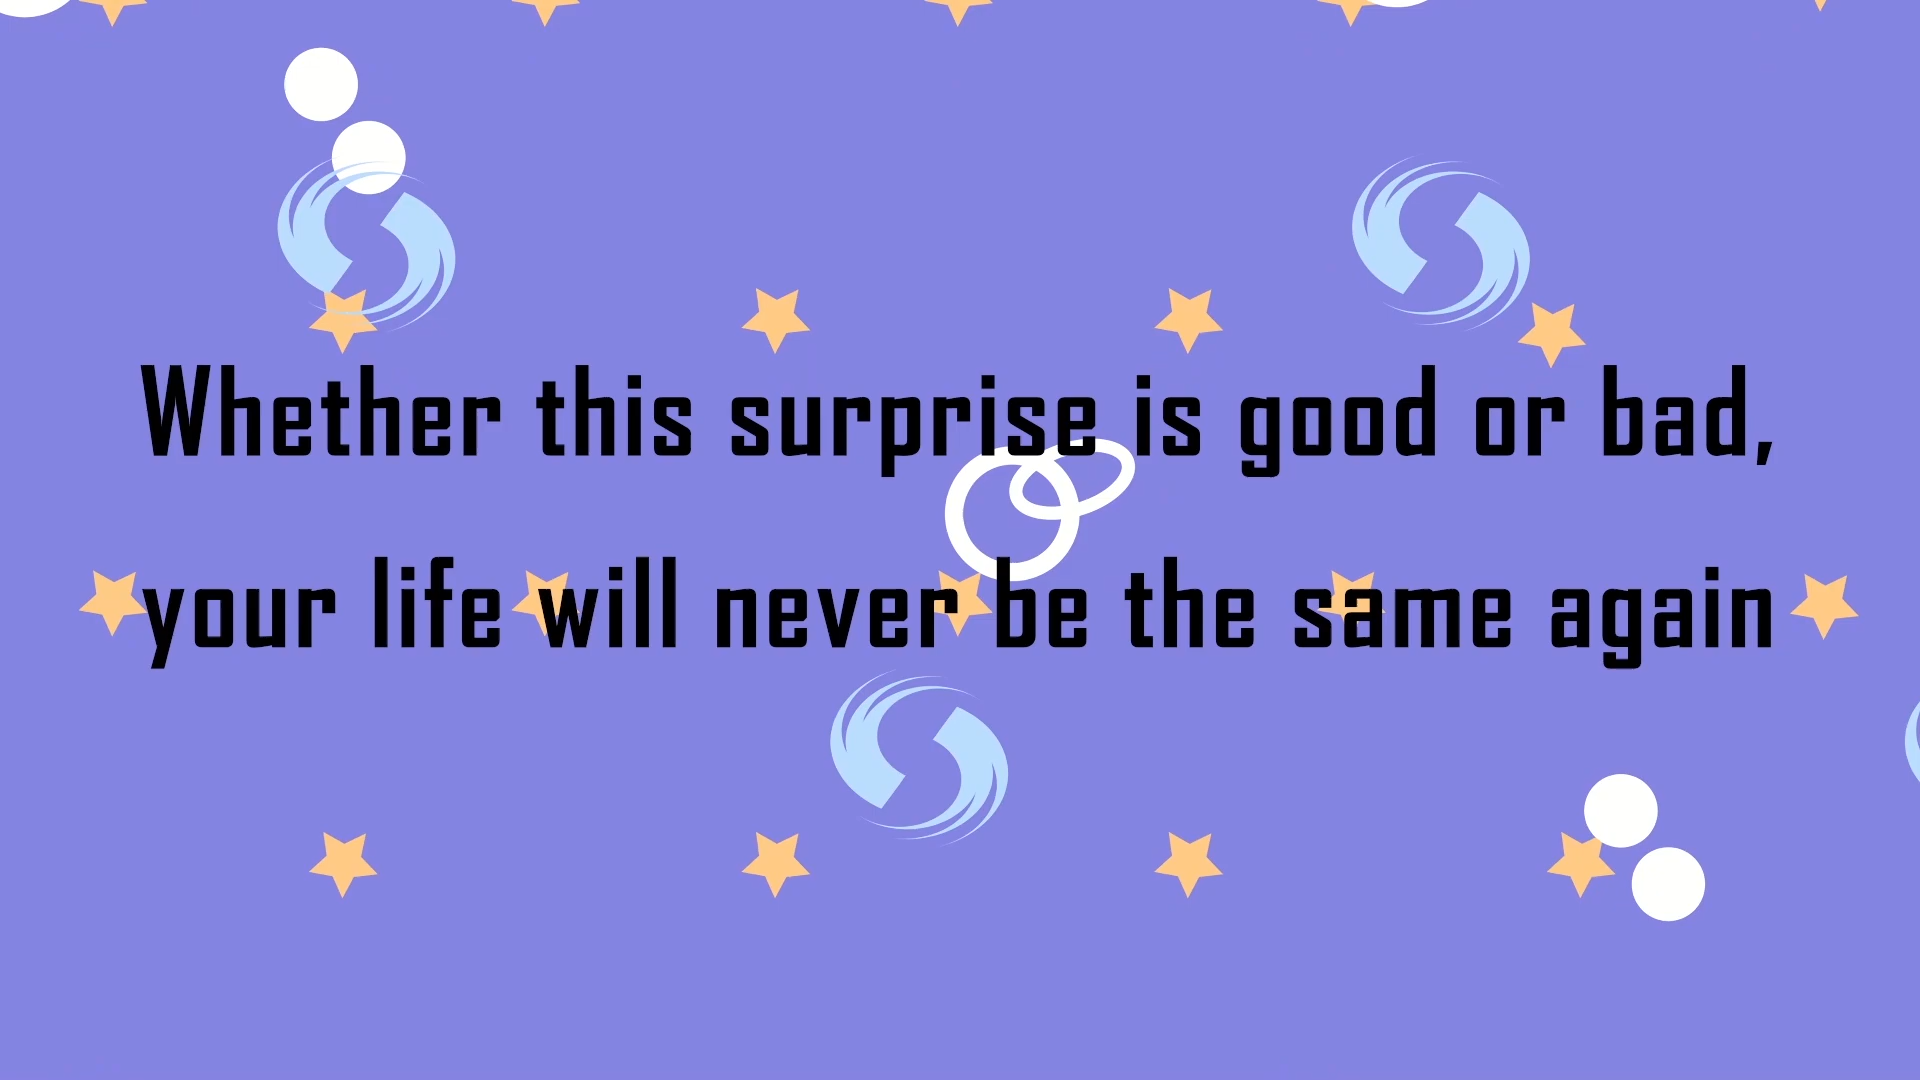 Whether this surprise is good or bad,
your life will never be the same again